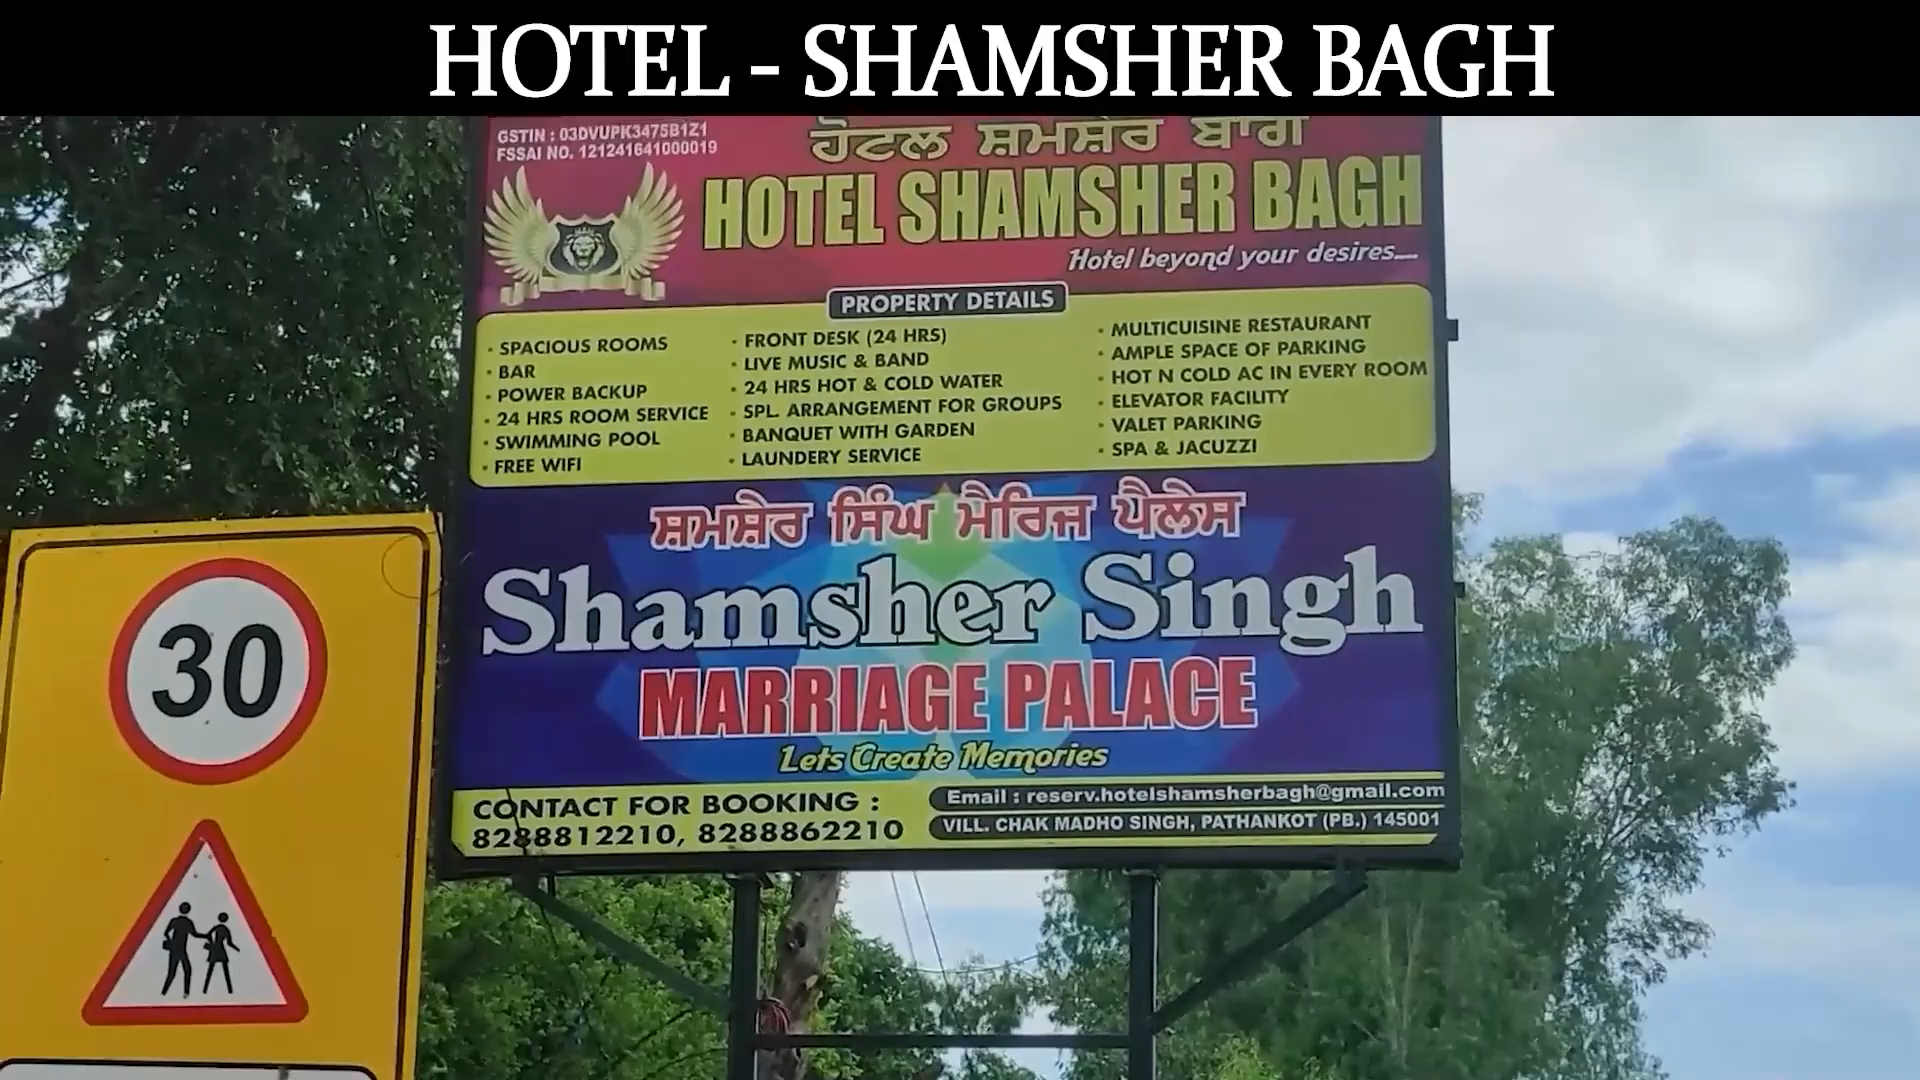 HOTEL - SHAMSHER BAGH
GSTIN : 03DVUPK3475B1Z1
FSSAI NO. 121241641000019
ਹੋਟਲ ਸ਼ਮਸ਼ੇਰ ਬਾਗ
HOTEL SHAMSHER BAGH
Hotel beyond your desires....
PROPERTY DETAILS
• SPACIOUS ROOMS
• BAR
• POWER BACKUP
• 24 HRS ROOM SERVICE
• SWIMMING POOL
• FREE WIFI
• FRONT DESK (24 HRS)
• LIVE MUSIC & BAND
• 24 HRS HOT & COLD WATER
• SPL. ARRANGEMENT FOR GROUPS
• BANQUET WITH GARDEN
• LAUNDERY SERVICE
• MULTICUISINE RESTAURANT
• AMPLE SPACE OF PARKING
• HOT N COLD AC IN EVERY ROOM
• ELEVATOR FACILITY
• VALET PARKING
• SPA & JACUZZI
ਸ਼ਮਸ਼ੇਰ ਸਿੰਘ ਮੈਰਿਜ ਪੈਲੇਸ
Shamsher Singh
MARRIAGE PALACE
Lets Create Memories
CONTACT FOR BOOKING :
8288812210, 8288862210
Email : reserv.hotelshamsherbagh@gmail.com
VILL. CHAK MADHO SINGH, PATHANKOT (PB.) 145001
30